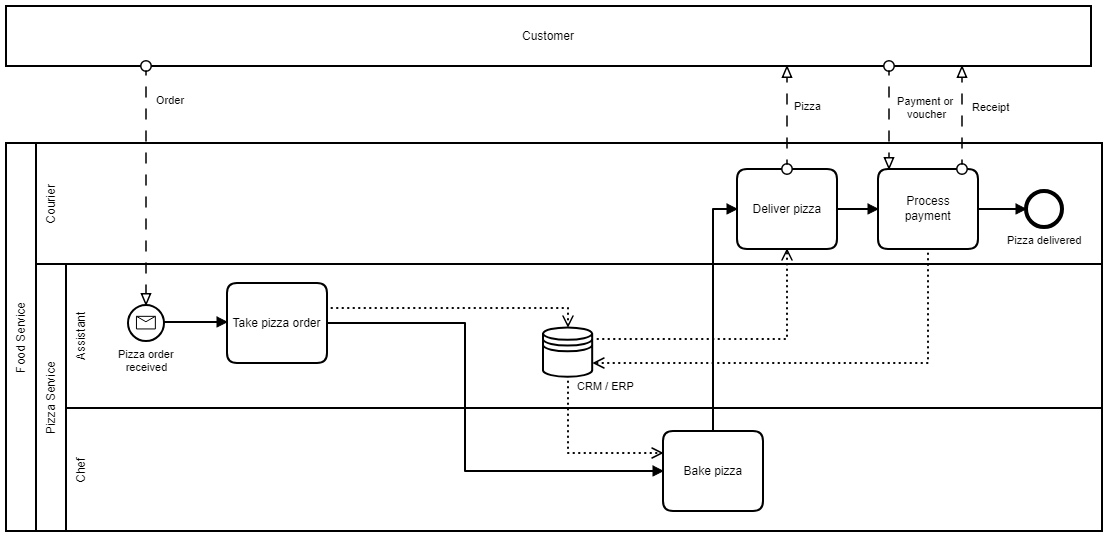 Customer
Order
Pizza
Payment or
voucher
Receipt
Food Service
Courier
Deliver pizza
Process
payment
Pizza delivered
Pizza Service
Assistant
Pizza order
received
Take pizza order
CRM / ERP
Chef
Bake pizza